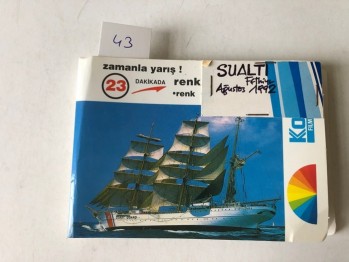 43
zamanla yarış !
23
DAKİKADA
renk
•renk
SUALTI
Fethiye
Ağustos 1992
KO
FILM